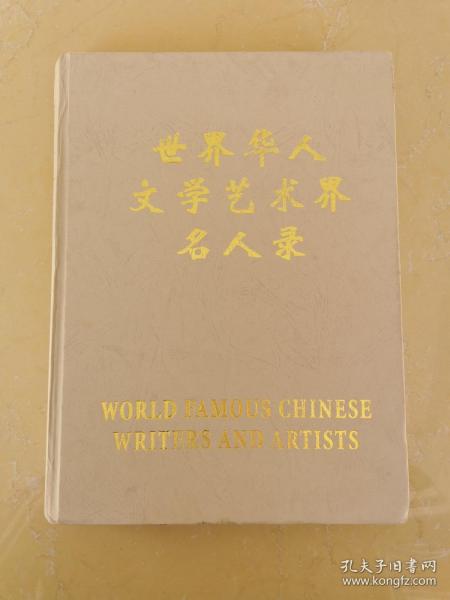 世界华人
文学艺术界
名人录
WORLD FAMOUS CHINESE
WRITERS AND ARTISTS
孔夫子旧书网
www.kongfz.com